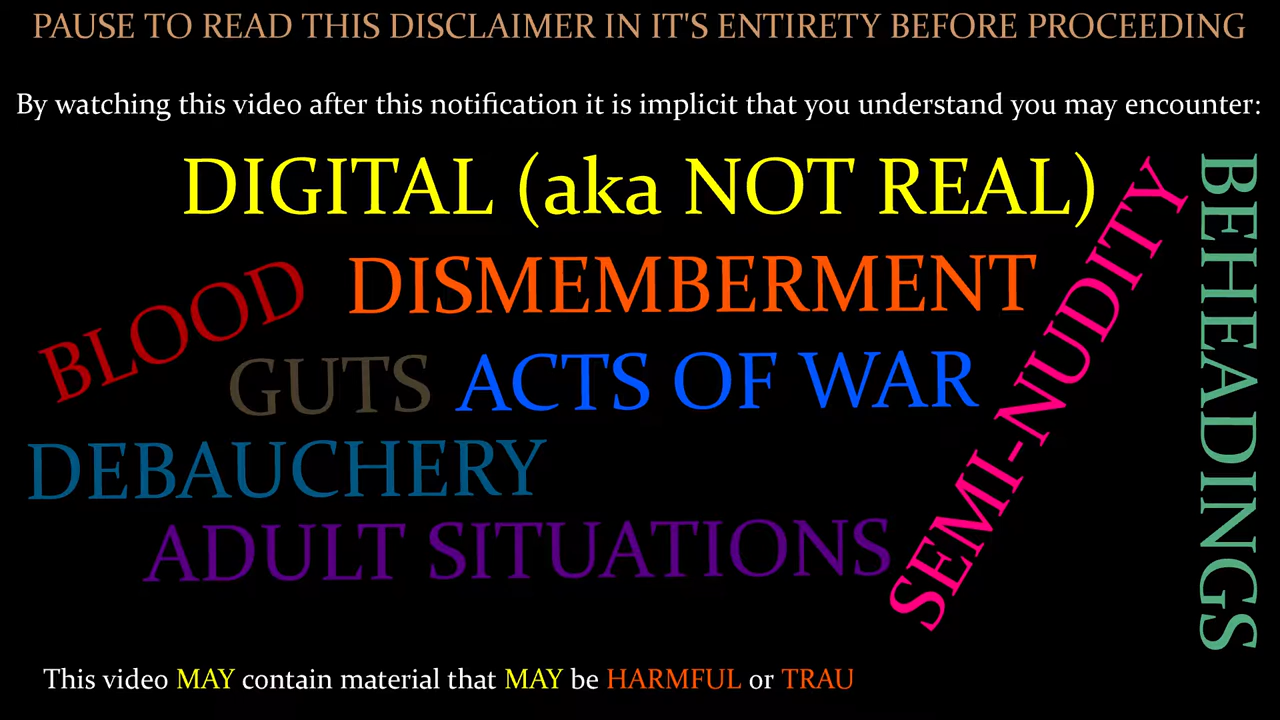 PAUSE TO READ THIS DISCLAIMER IN IT'S ENTIRETY BEFORE PROCEEDING
By watching this video after this notification it is implicit that you understand you may encounter:
DIGITAL (aka NOT REAL)
BLOOD
DISMEMBERMENT
GUTS
ACTS OF WAR
DEBAUCHERY
ADULT SITUATIONS
SEMI-NUDITY
BEHEADINGS
This video MAY contain material that MAY be HARMFUL or TRAU